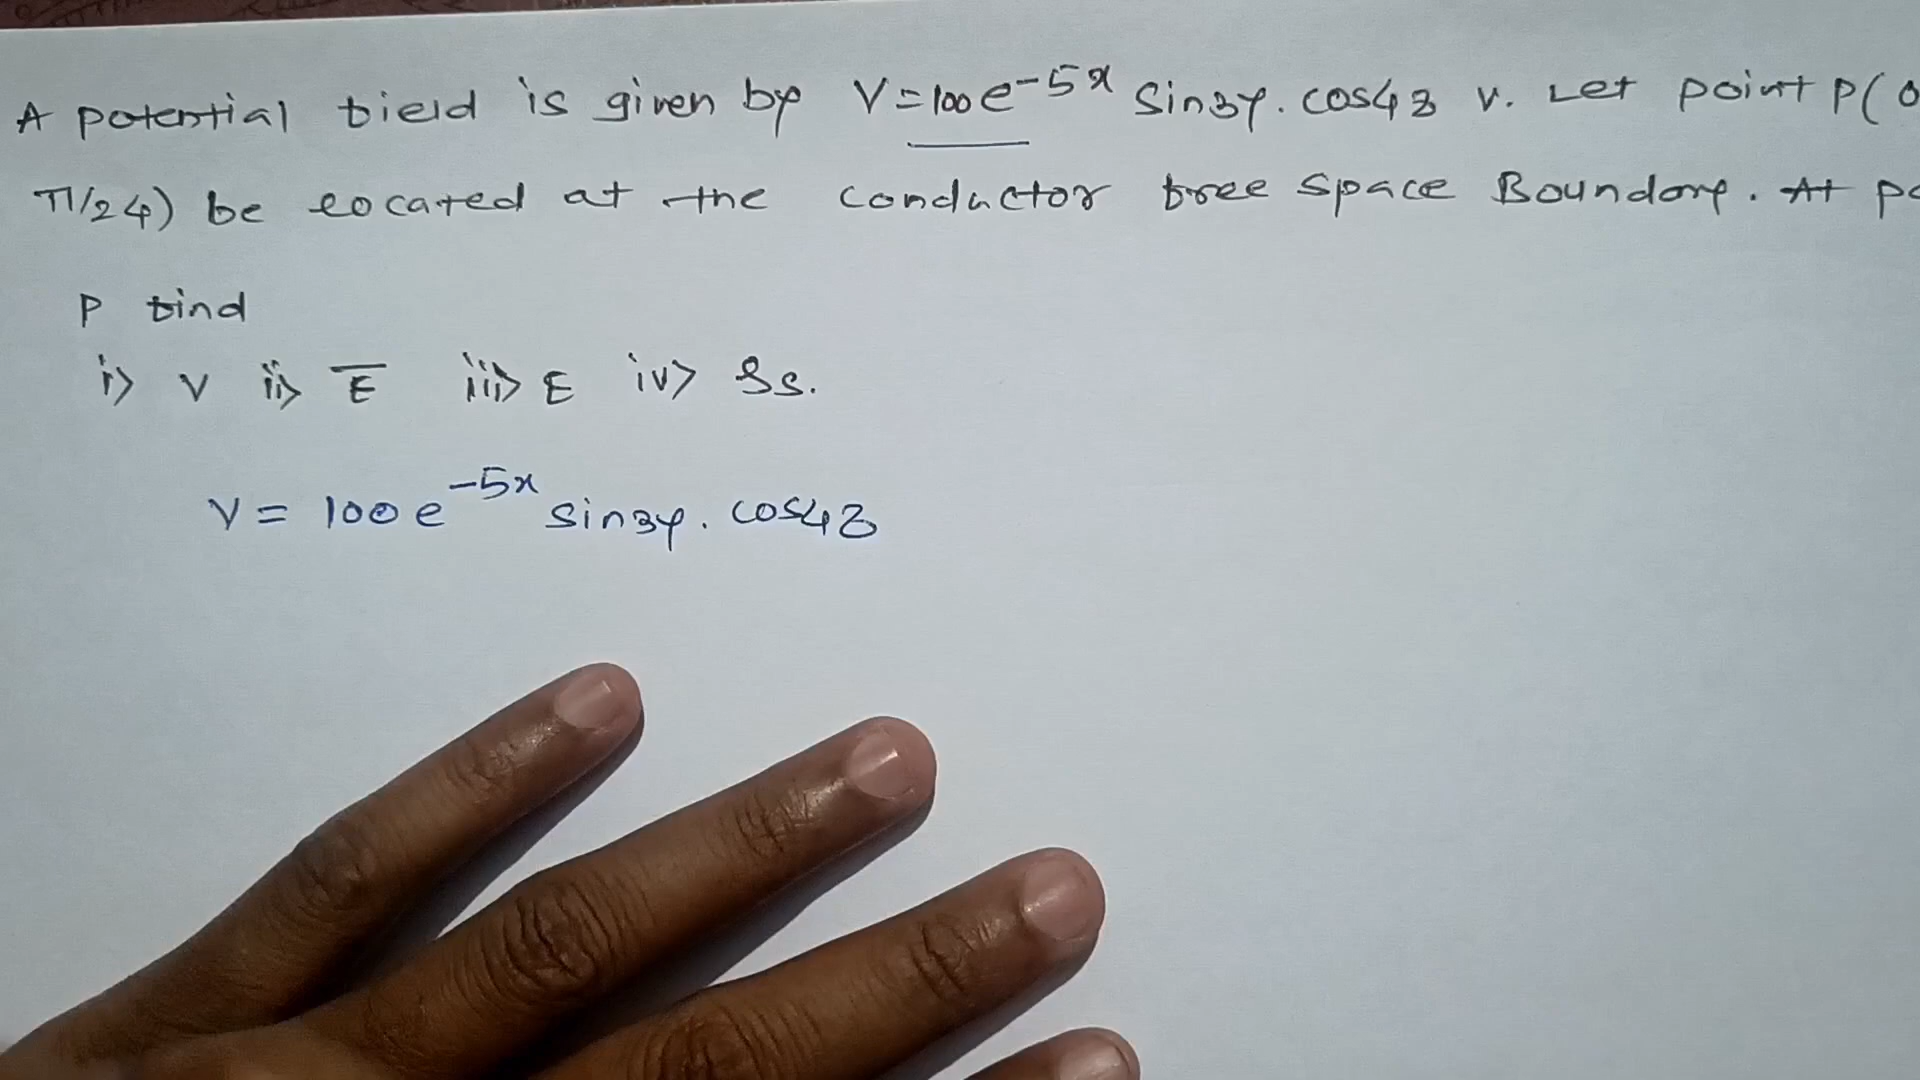 A potential field is given by V=100e^-5x sin3y. cos4z v. Let point P(0
π/24) be located at the conductor free space Boundary. At
P find
i> V ii> E̅ iii> E iv> ρs.
V = 100 e^-5x sin3y. cos4z